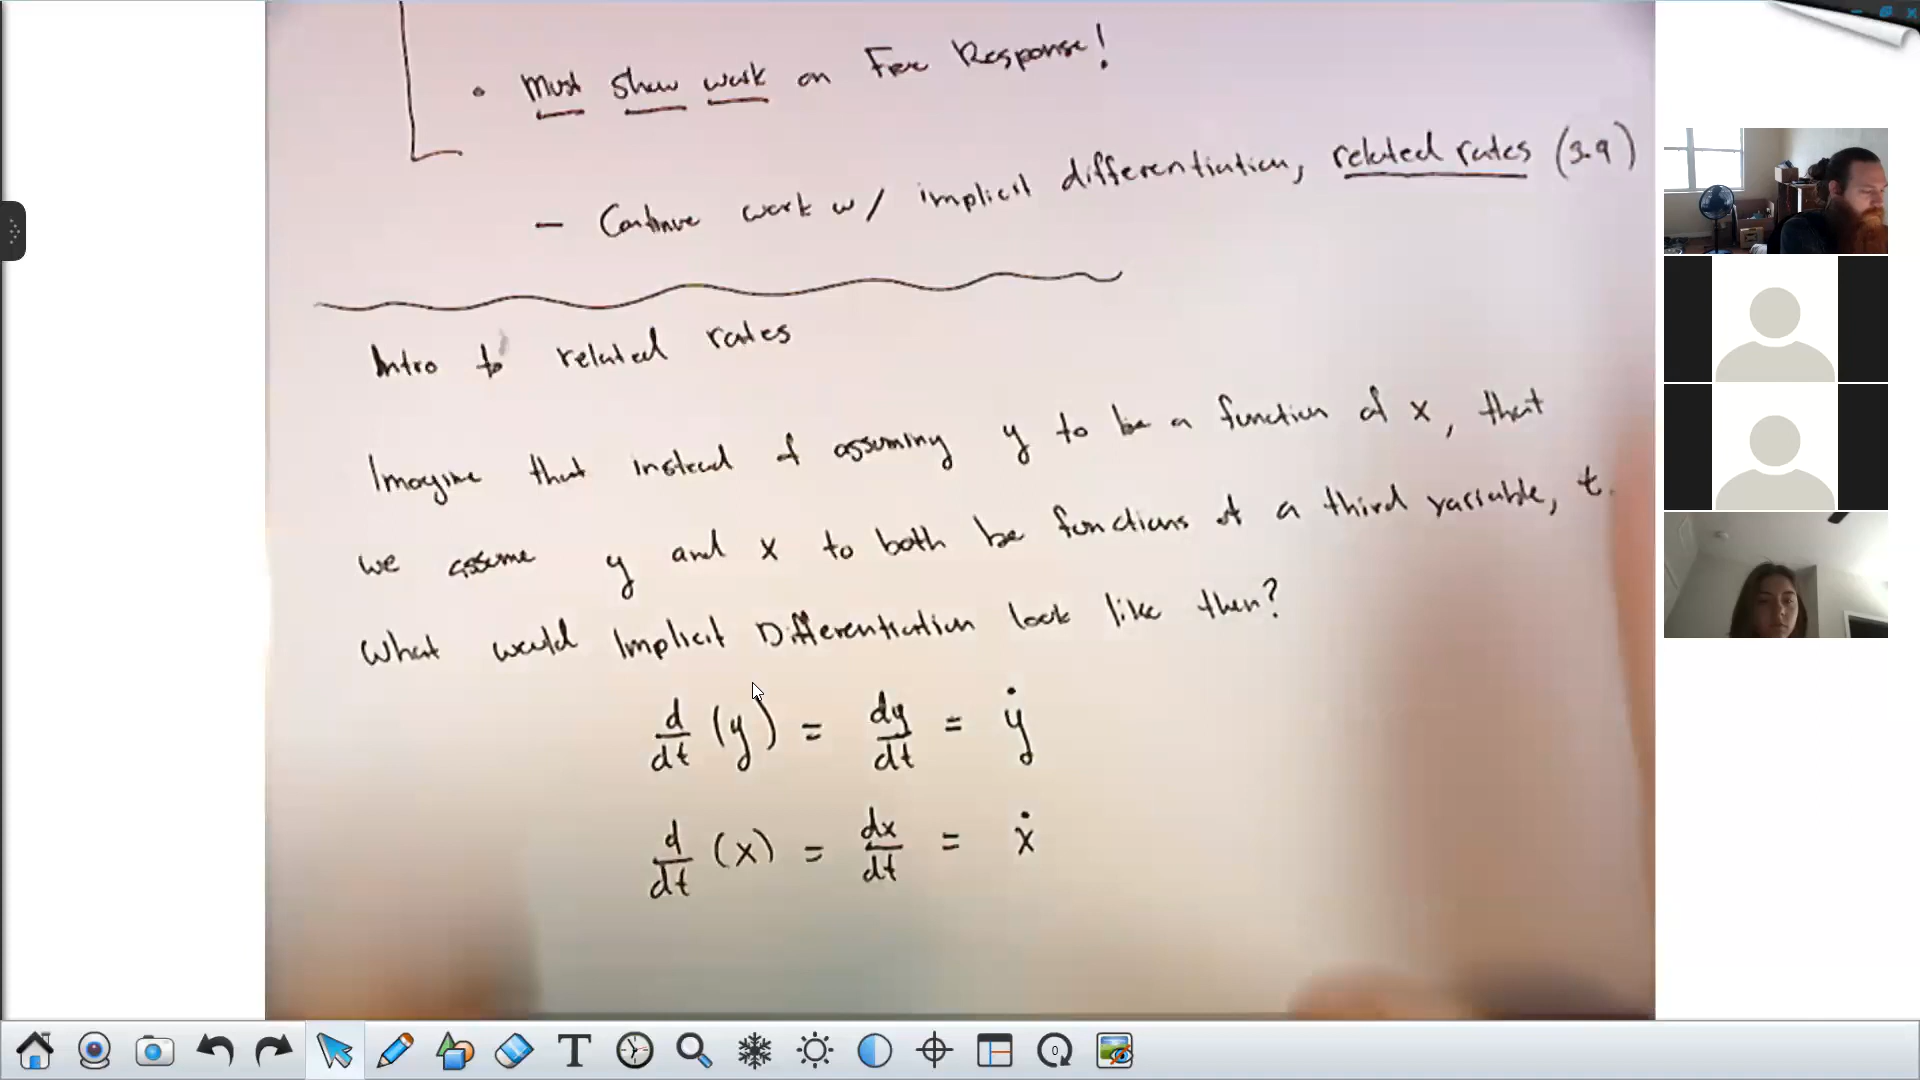 • Must show work on Free Response!
— Continue work w/ implicit differentiation, related rates (3.9)
Intro to related rates
Imagine that instead of assuming y to be a function of x, that
we assume y and x to both be functions of a third variable, t.
What would Implicit Differentiation look like then?
d/dt (y) = dy/dt = ẏ
d/dt (x) = dx/dt = ẋ
T
0